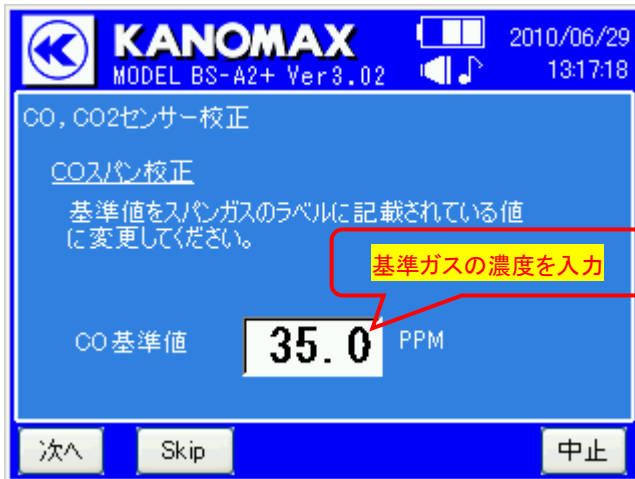 KANOMAX
MODEL BS-A2+ Ver3.02
2010/06/29
13:17:18
CO,CO2センサー校正
COスパン校正
基準値をスパンガスのラベルに記載されている値
に変更してください。
基準ガスの濃度を入力
CO基準値 35.0 PPM
次へ Skip 中止